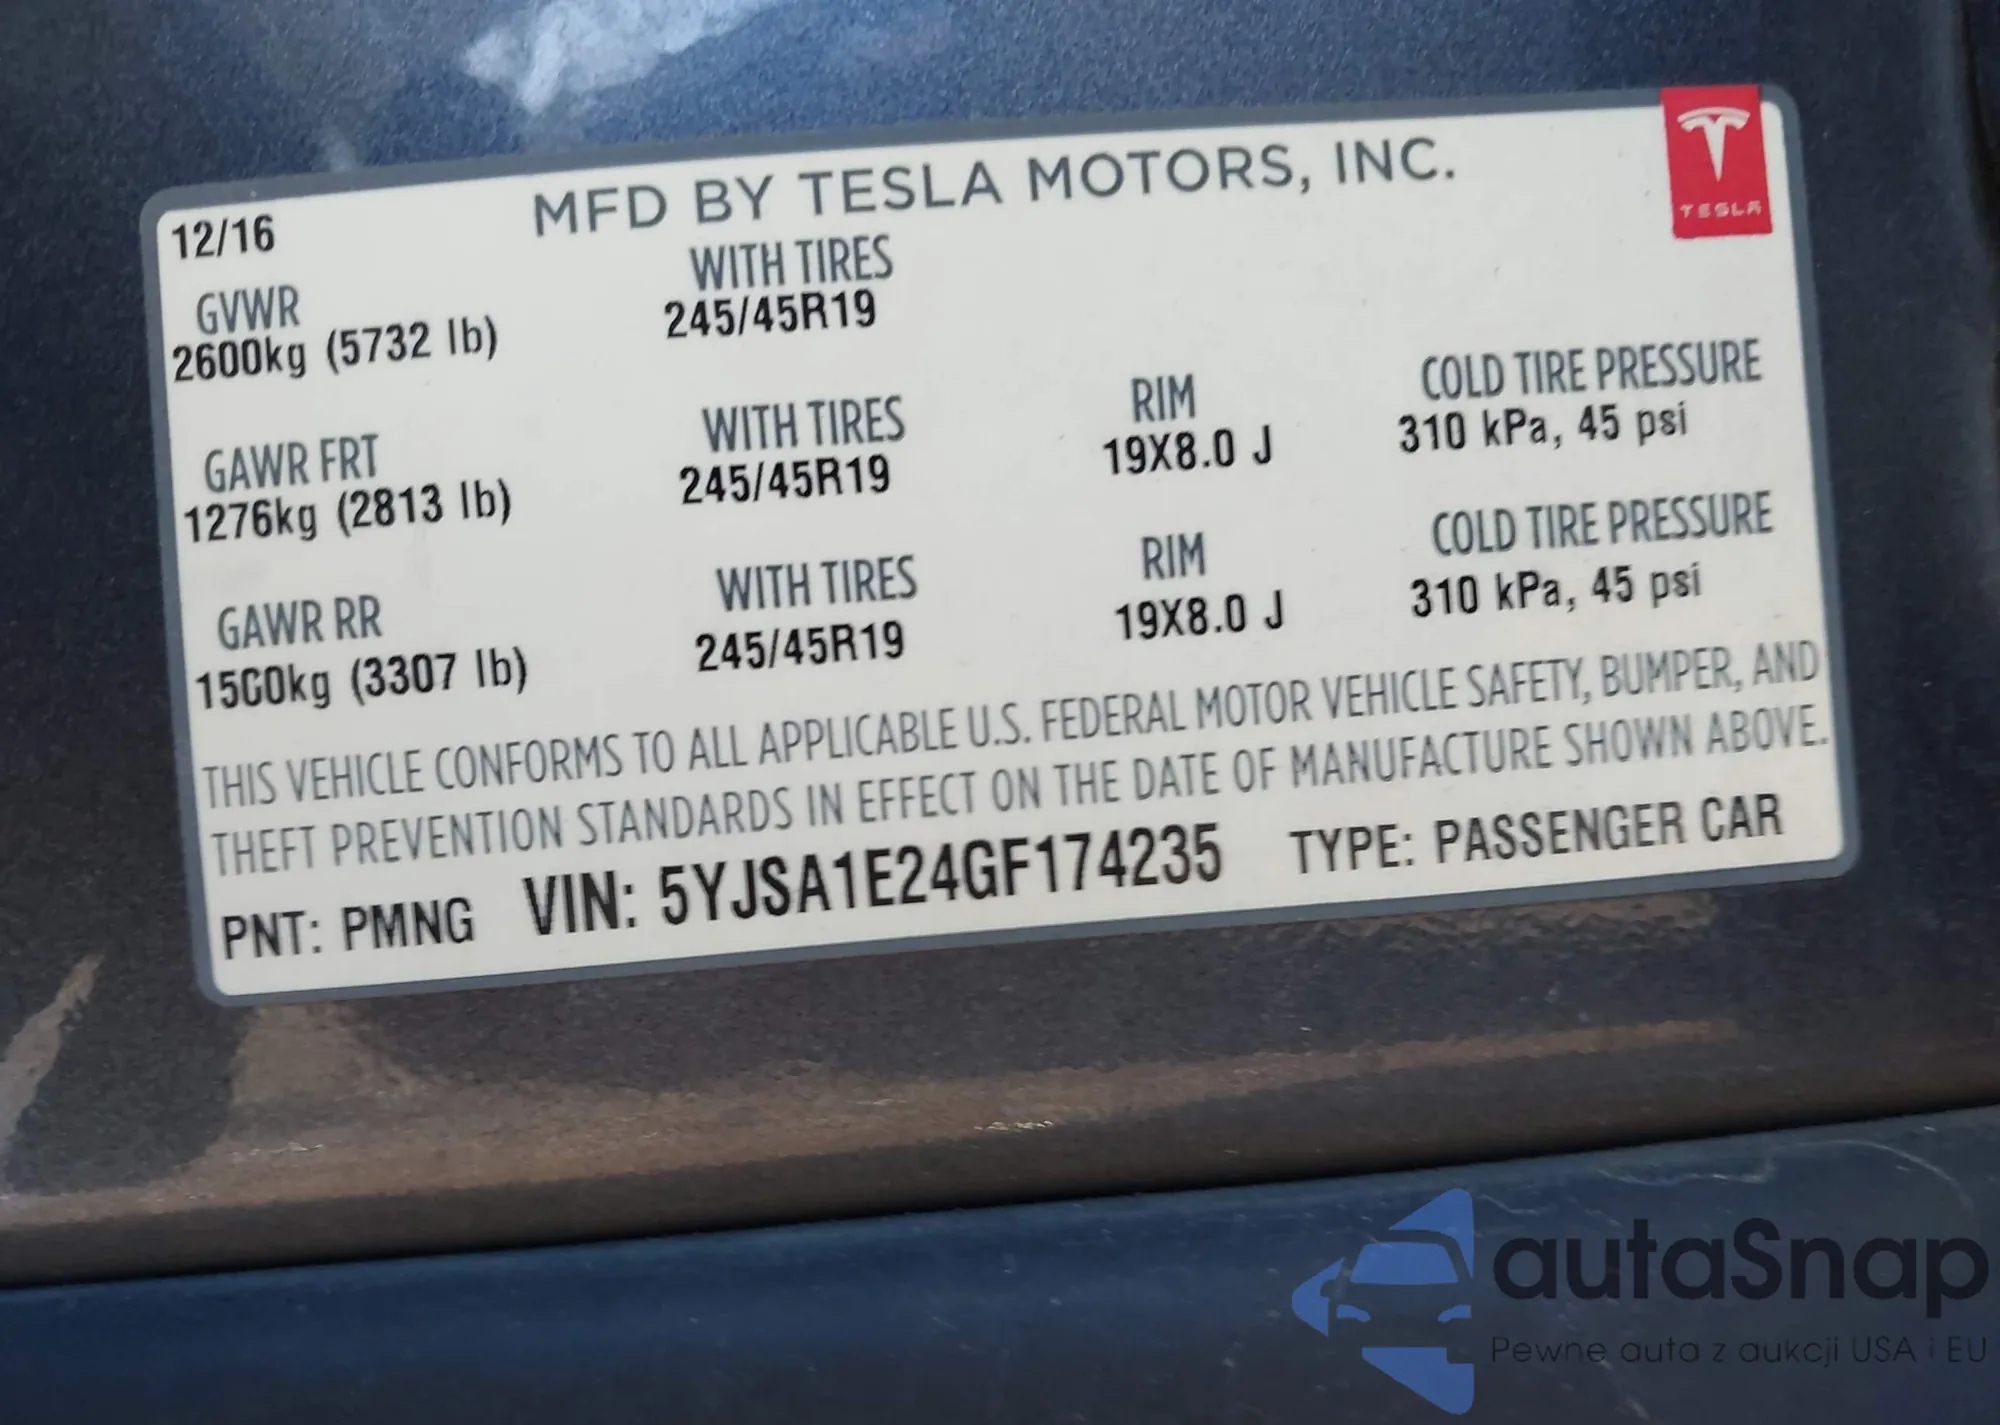 12/16
MFD BY TESLA MOTORS, INC.
TESLA
GVWR WITH TIRES
2600kg (5732 lb) 245/45R19
GAWR FRT WITH TIRES RIM COLD TIRE PRESSURE
1276kg (2813 lb) 245/45R19 19X8.0 J 310 kPa, 45 psi
GAWR RR WITH TIRES RIM COLD TIRE PRESSURE
1500kg (3307 lb) 245/45R19 19X8.0 J 310 kPa, 45 psi
THIS VEHICLE CONFORMS TO ALL APPLICABLE U.S. FEDERAL MOTOR VEHICLE SAFETY, BUMPER, AND
THEFT PREVENTION STANDARDS IN EFFECT ON THE DATE OF MANUFACTURE SHOWN ABOVE.
PNT: PMNG VIN: 5YJSA1E24GF174235 TYPE: PASSENGER CAR
autaSnap
Pewne auta z aukcji USA i EU